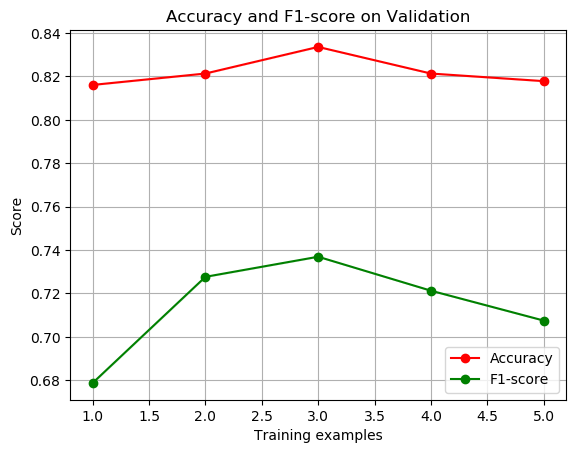 Accuracy and F1-score on Validation
0.84
0.82
0.80
0.78
0.76
0.74
0.72
0.70
0.68
Score
1.0 1.5 2.0 2.5 3.0 3.5 4.0 4.5 5.0
Training examples
Accuracy
F1-score